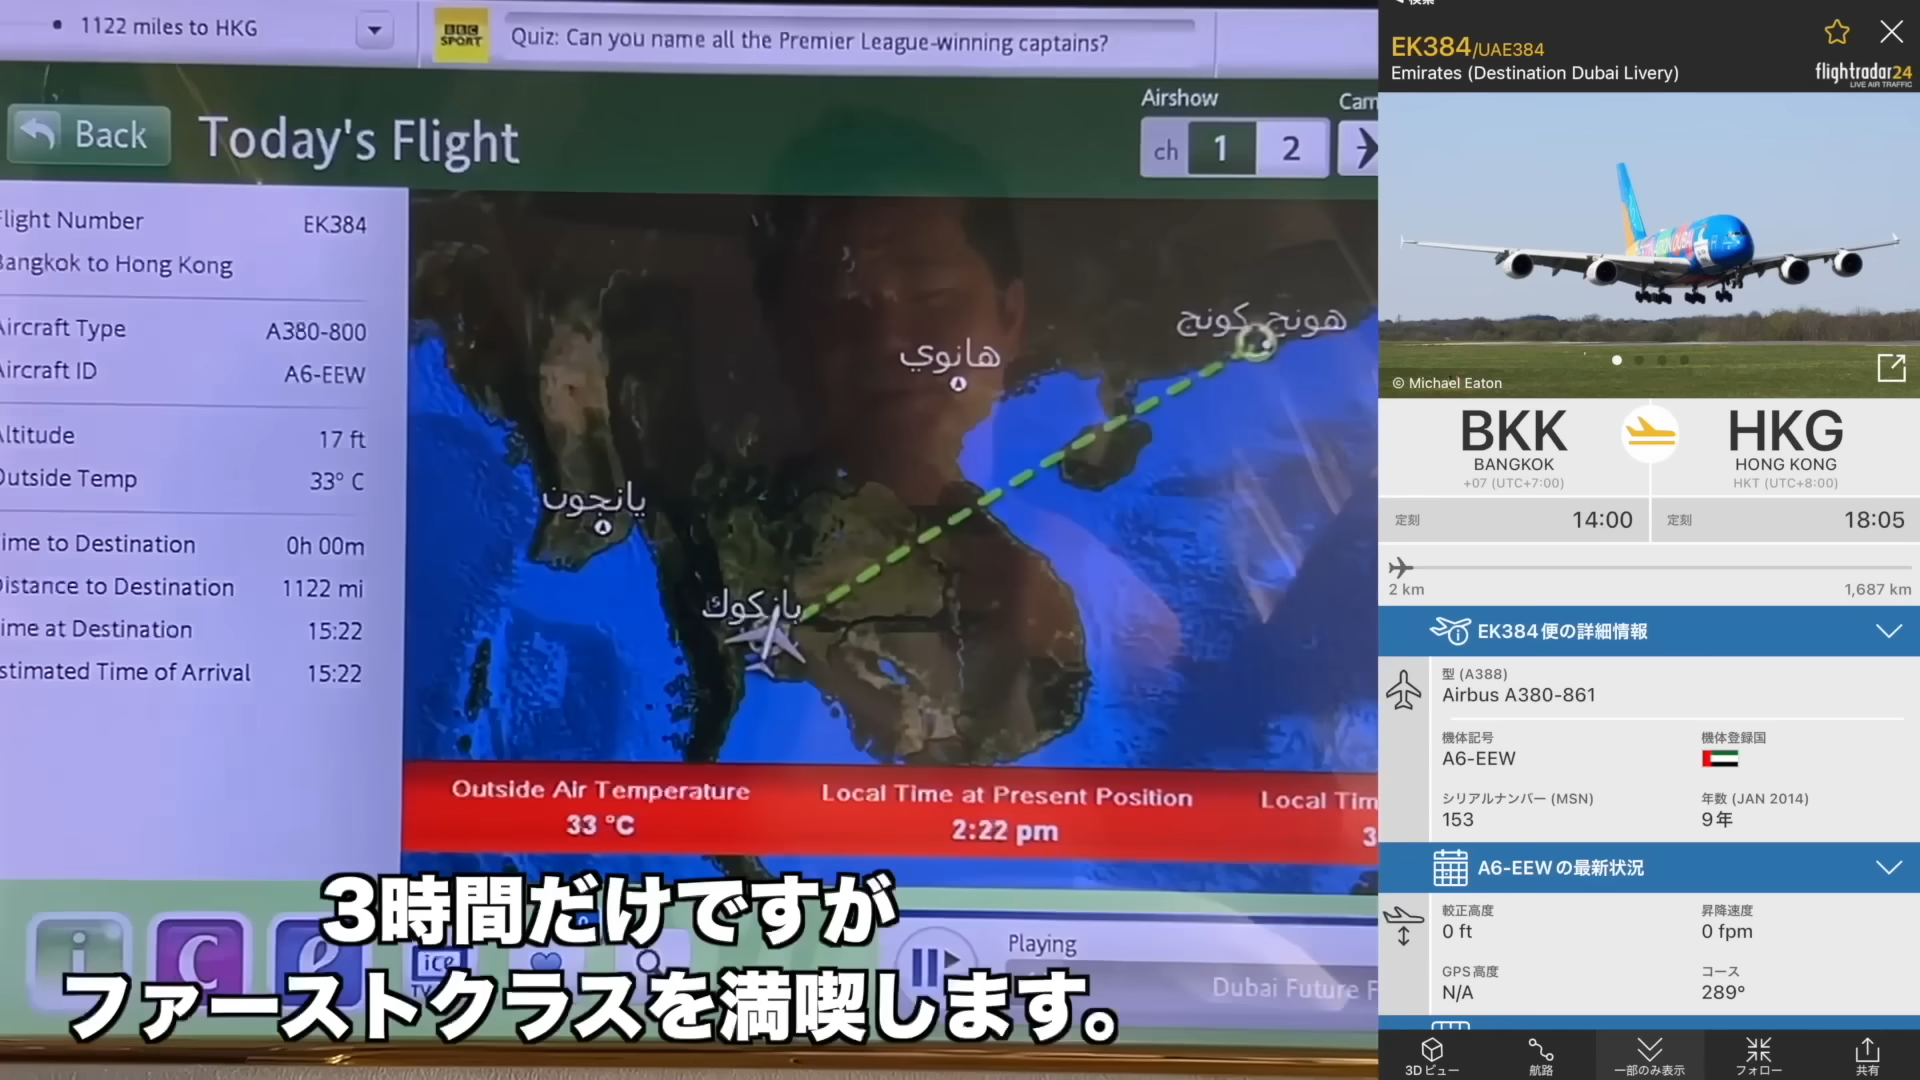 1122 miles to HKG
BBC SPORT
Quiz: Can you name all the Premier League-winning captains?
Back
Today's Flight
Airshow
Cam
ch 1 2
light Number EK384
Bangkok to Hong Kong
Aircraft Type A380-800
Aircraft ID A6-EEW
Altitude 17 ft
Outside Temp 33° C
ime to Destination 0h 00m
Distance to Destination 1122 mi
ime at Destination 15:22
stimated Time of Arrival 15:22
هونج كونج
هانوي
يانجون
بانكوك
Outside Air Temperature
33 °C
Local Time at Present Position
2:22 pm
Local Tim
3
3時間だけですが
ファーストクラスを満喫します。
i
C
e
ice
TV
Playing
Dubai Future F
検索
EK384/UAE384
Emirates (Destination Dubai Livery)
flightradar24
LIVE AIR TRAFFIC
© Michael Eaton
BKK
BANGKOK
+07 (UTC+7:00)
HKG
HONG KONG
HKT (UTC+8:00)
定刻 14:00
定刻 18:05
2 km
1,687 km
EK384便の詳細情報
型 (A388)
Airbus A380-861
機体記号
A6-EEW
機体登録国
シリアルナンバー (MSN)
153
年数 (JAN 2014)
9年
A6-EEWの最新状況
較正高度
0 ft
昇降速度
0 fpm
GPS高度
N/A
コース
289°
3Dビュー
航路
一部のみ表示
フォロー
共有